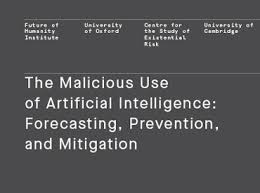 Future of Humanity Institute
University of Oxford
Centre for the Study of Existential Risk
University of Cambridge
The Malicious Use
of Artificial Intelligence:
Forecasting, Prevention,
and Mitigation